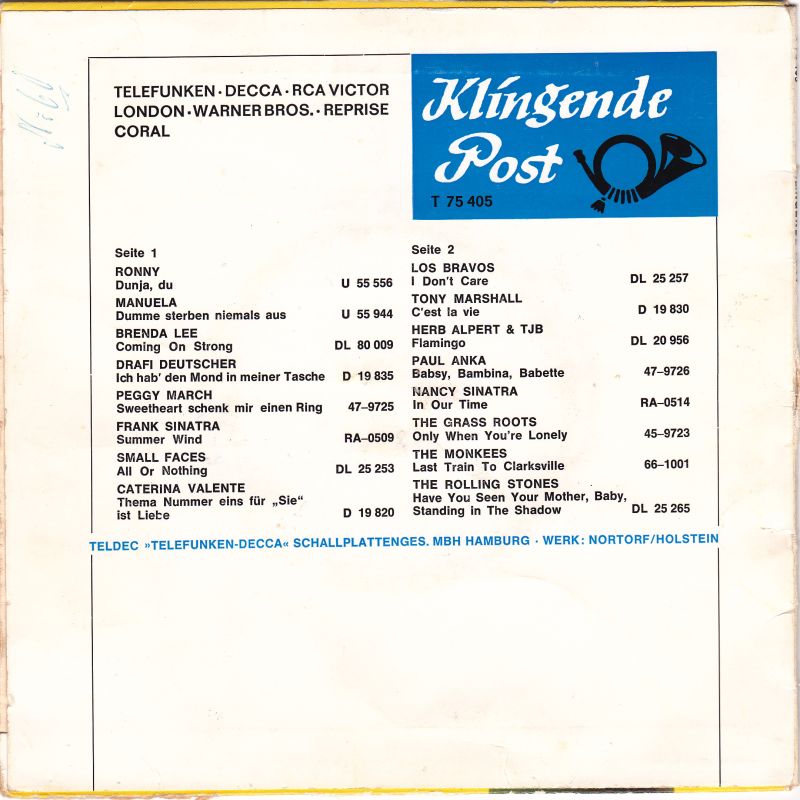 TELEFUNKEN · DECCA · RCA VICTOR
LONDON · WARNER BROS. · REPRISE
CORAL
Klingende
Post
T 75 405
Seite 1
RONNY
Dunja, du U 55 556
MANUELA
Dumme sterben niemals aus U 55 944
BRENDA LEE
Coming On Strong DL 80 009
DRAFI DEUTSCHER
Ich hab' den Mond in meiner Tasche D 19 835
PEGGY MARCH
Sweetheart schenk mir einen Ring 47–9725
FRANK SINATRA
Summer Wind RA–0509
SMALL FACES
All Or Nothing DL 25 253
CATERINA VALENTE
Thema Nummer eins für „Sie“
ist Liebe D 19 820
Seite 2
LOS BRAVOS
I Don't Care DL 25 257
TONY MARSHALL
C'est la vie D 19 830
HERB ALPERT & TJB
Flamingo DL 20 956
PAUL ANKA
Babsy, Bambina, Babette 47–9726
NANCY SINATRA
In Our Time RA–0514
THE GRASS ROOTS
Only When You're Lonely 45–9723
THE MONKEES
Last Train To Clarksville 66–1001
THE ROLLING STONES
Have You Seen Your Mother, Baby,
Standing in The Shadow DL 25 265
TELDEC »TELEFUNKEN-DECCA« SCHALLPLATTENGES. MBH HAMBURG · WERK: NORTORF/HOLSTEIN